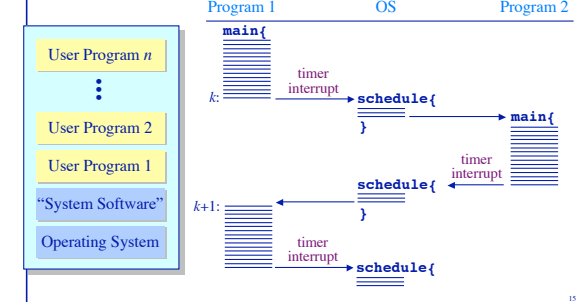 Program 1
OS
Program 2
User Program n
⋮
User Program 2
User Program 1
“System Software”
Operating System
main{
k:
timer
interrupt
schedule{
}
main{
timer
interrupt
schedule{
}
k+1:
timer
interrupt
schedule{
15